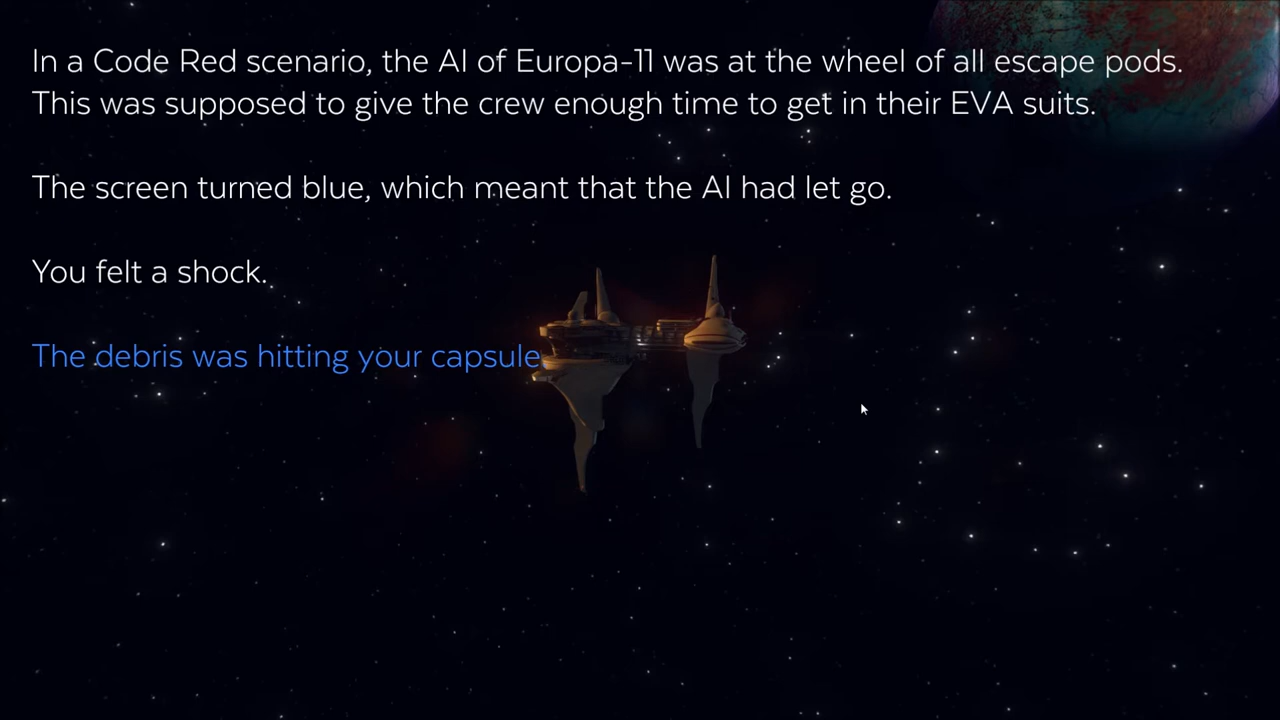 In a Code Red scenario, the AI of Europa-11 was at the wheel of all escape pods.
This was supposed to give the crew enough time to get in their EVA suits.
The screen turned blue, which meant that the AI had let go.
You felt a shock.
The debris was hitting your capsule